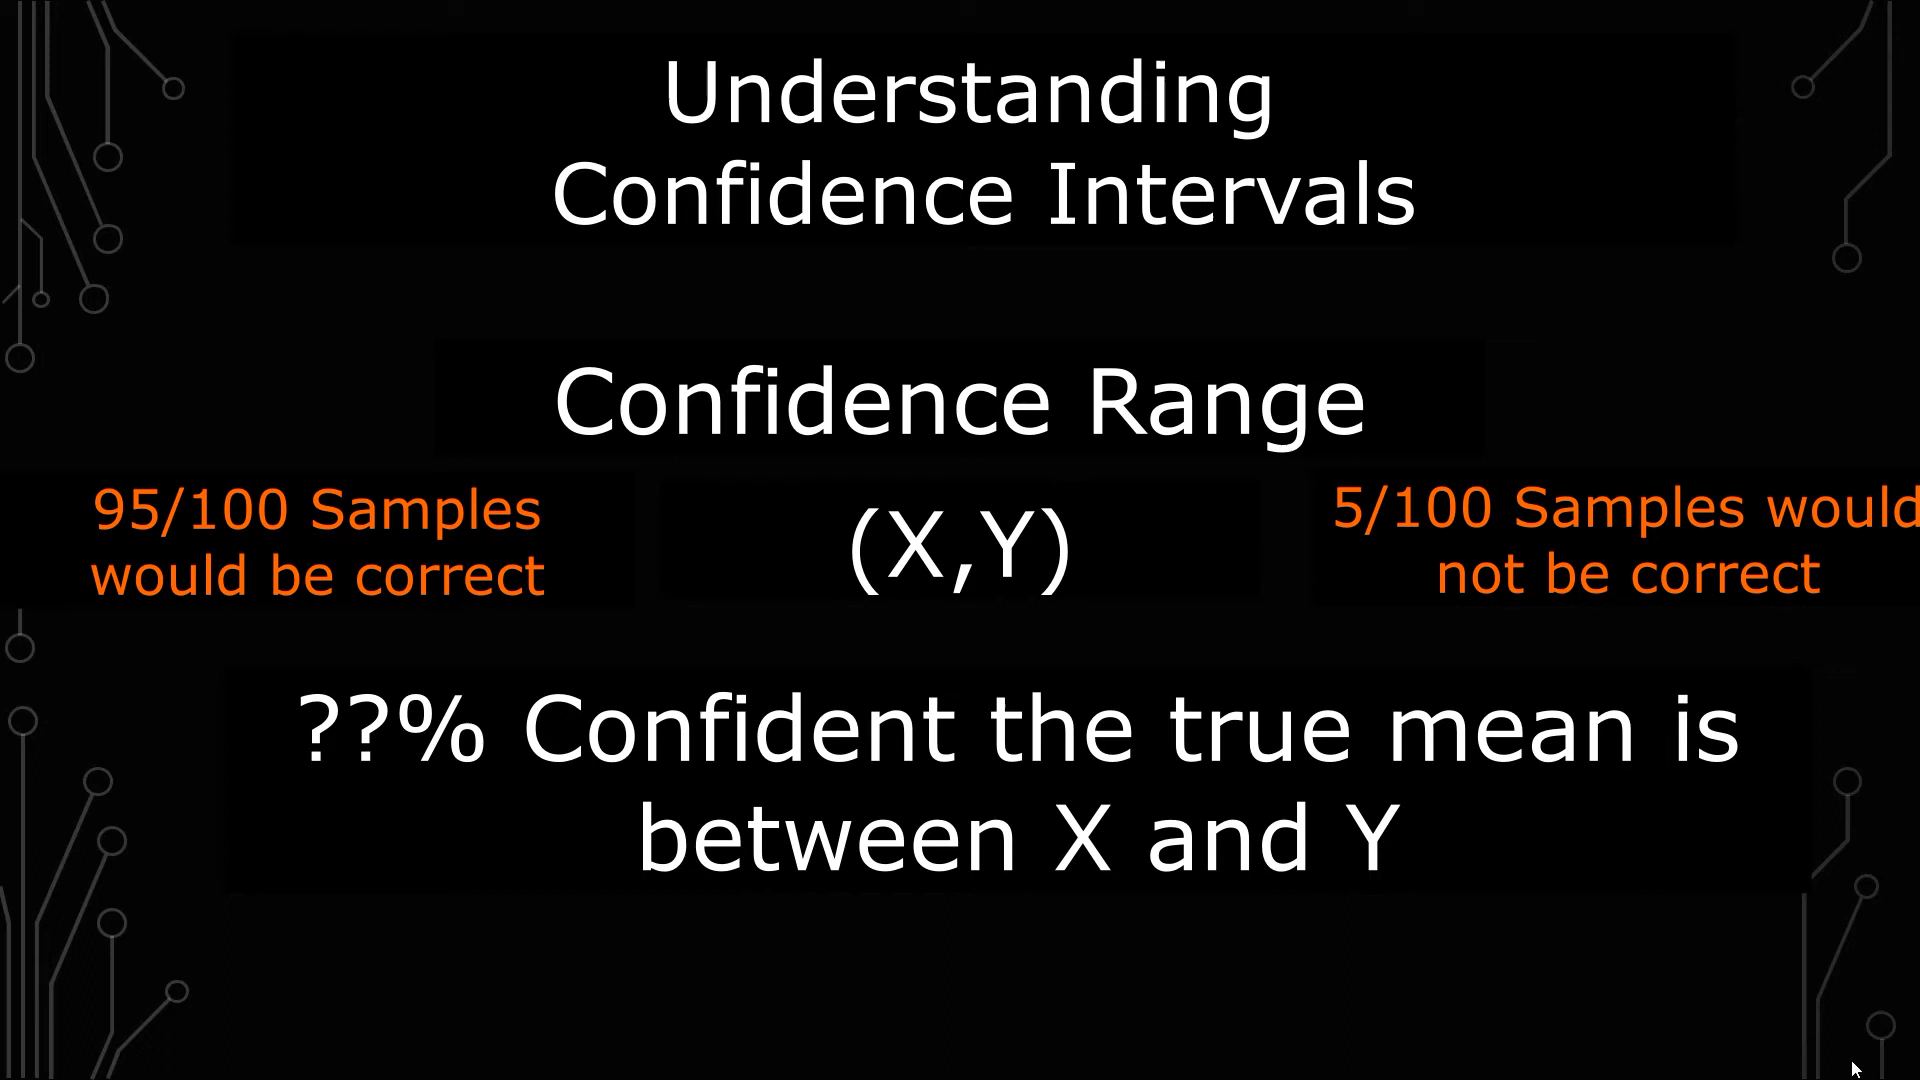 Understanding
Confidence Intervals
Confidence Range
95/100 Samples
would be correct
(X,Y)
5/100 Samples would
not be correct
??% Confident the true mean is
between X and Y